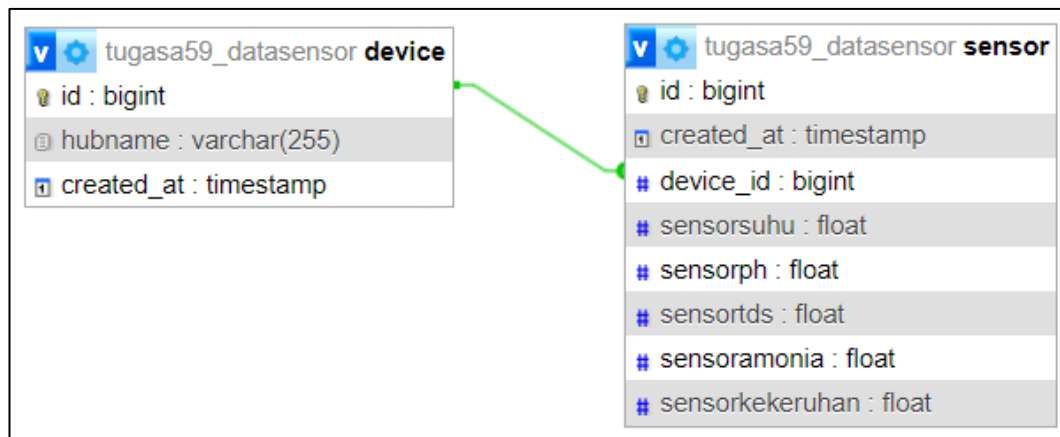 v tugasa59_datasensor device
id : bigint
hubname : varchar(255)
created_at : timestamp
v tugasa59_datasensor sensor
id : bigint
created_at : timestamp
# device_id : bigint
# sensorsuhu : float
# sensorph : float
# sensortds : float
# sensoramonia : float
# sensorkekeruhan : float